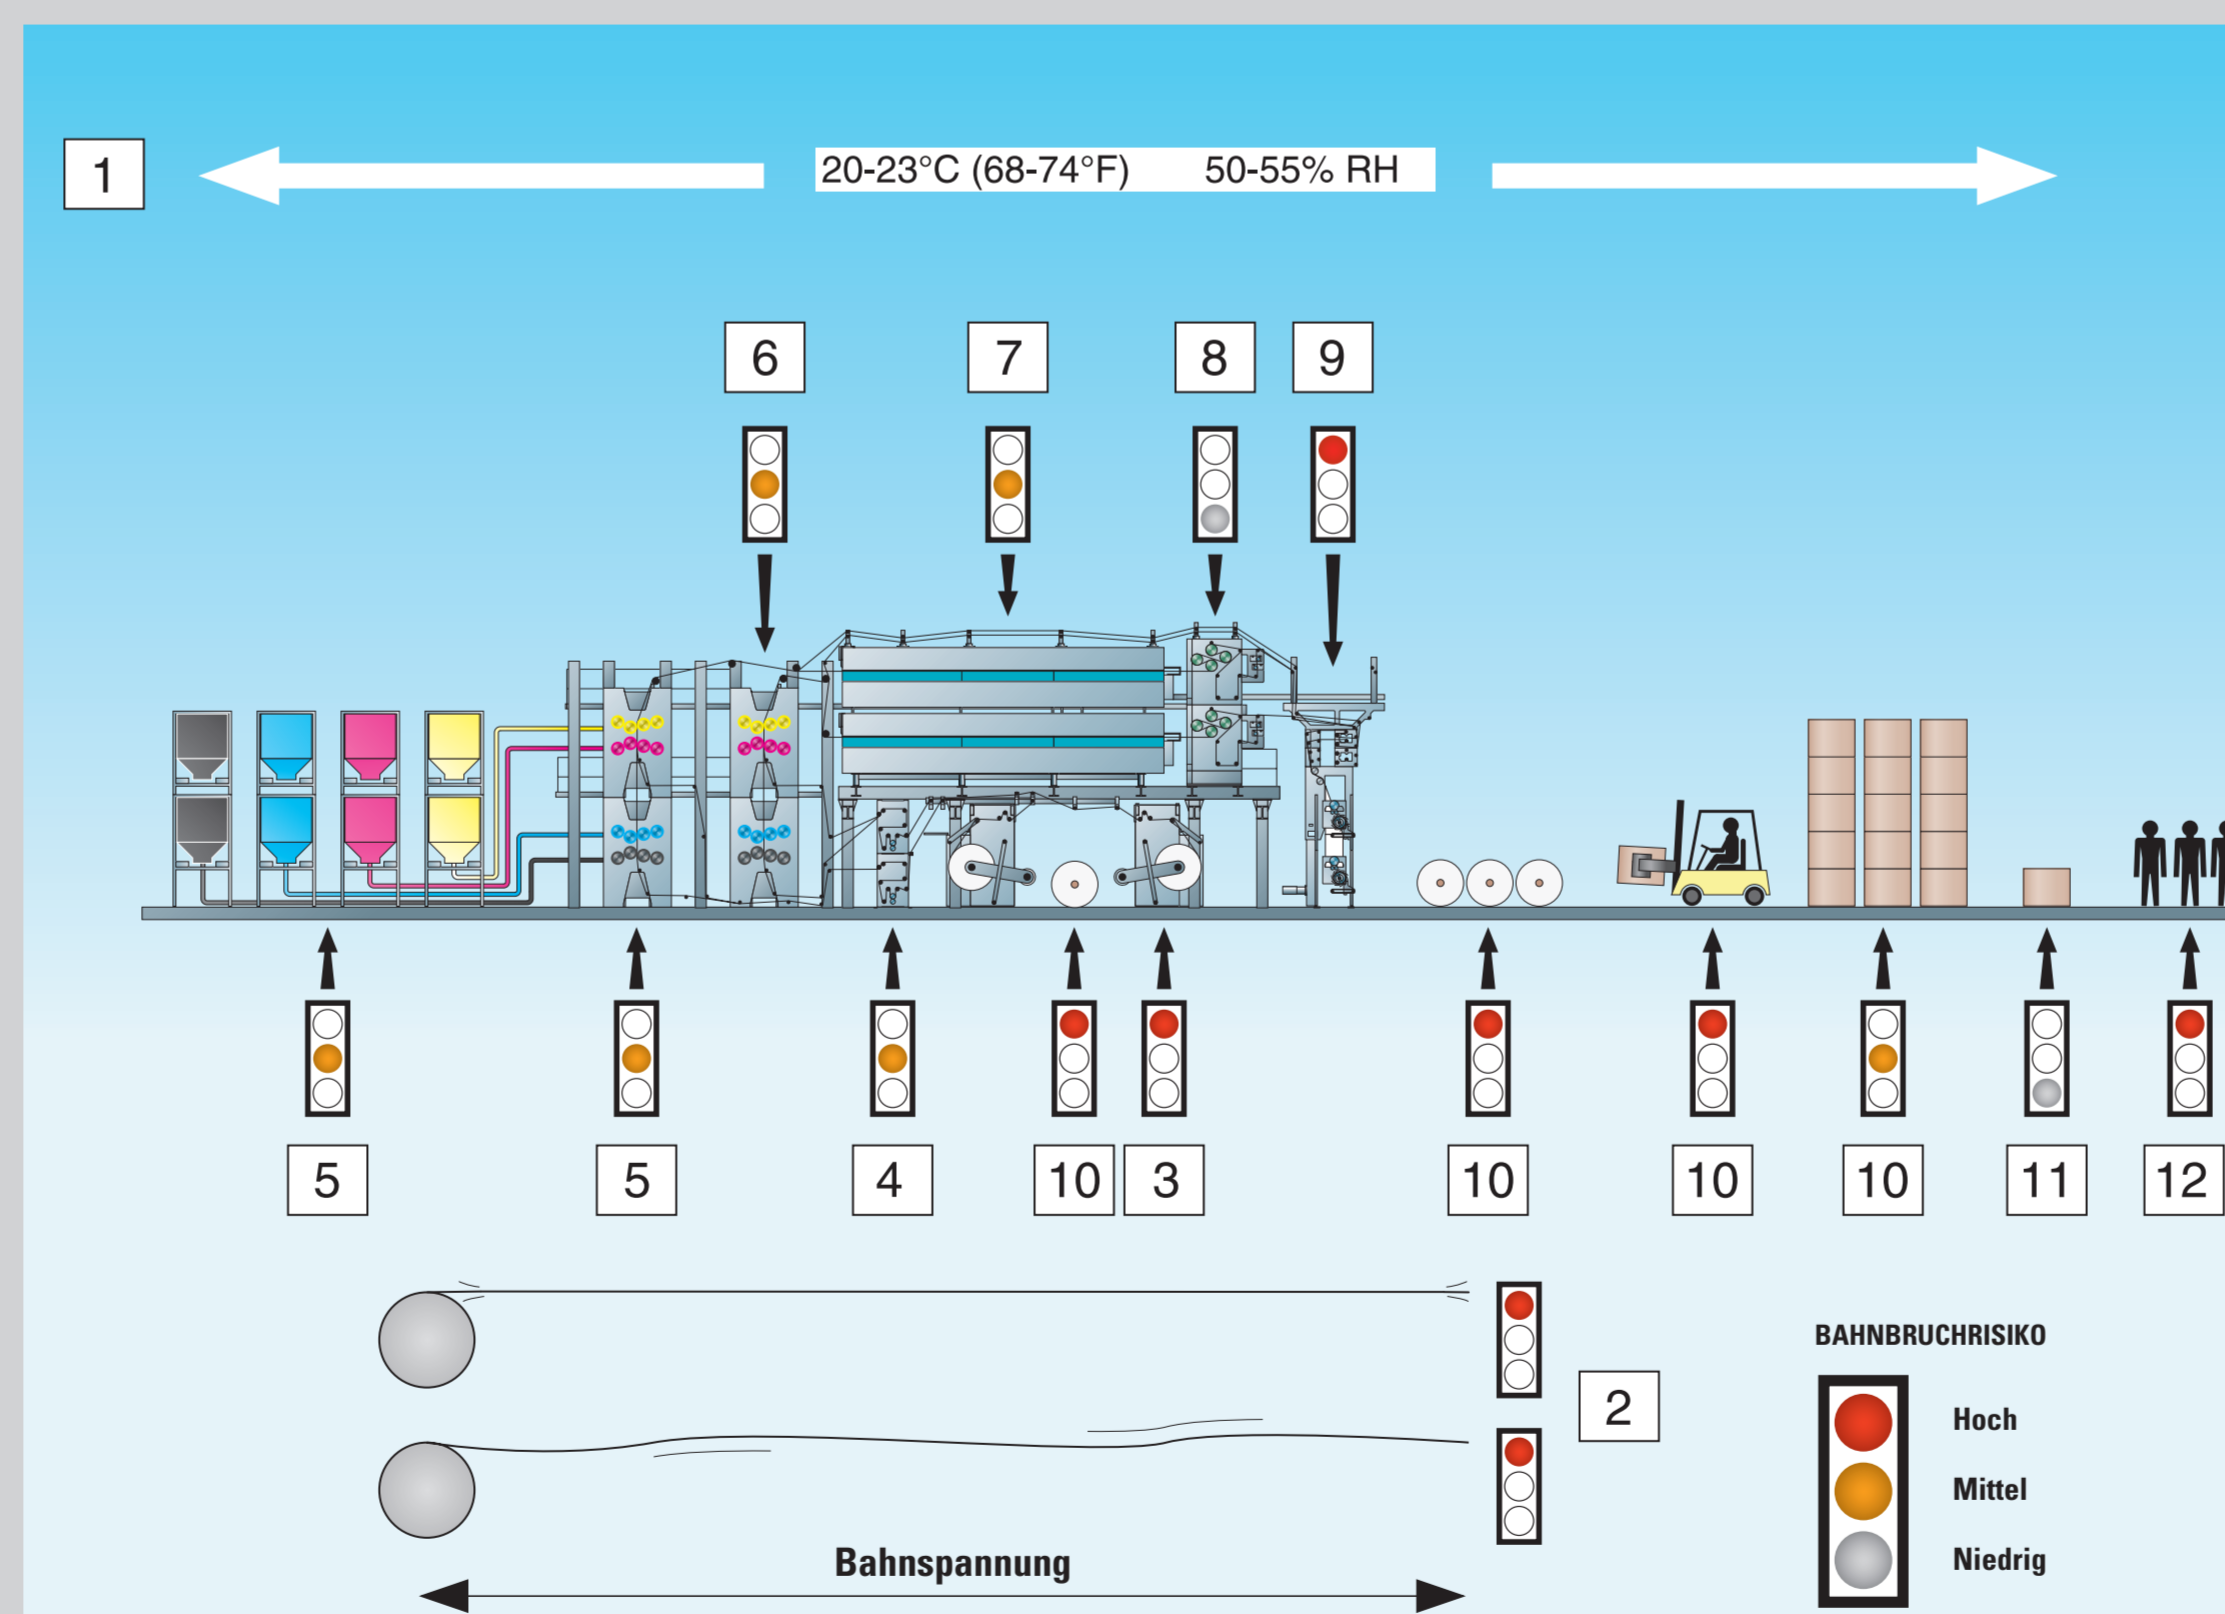 1
20-23°C (68-74°F) 50-55% RH
6 7 8 9
5 5 4 10 3 10 10 10 11 12
2
BAHNBRUCHRISIKO
Hoch
Mittel
Niedrig
Bahnspannung